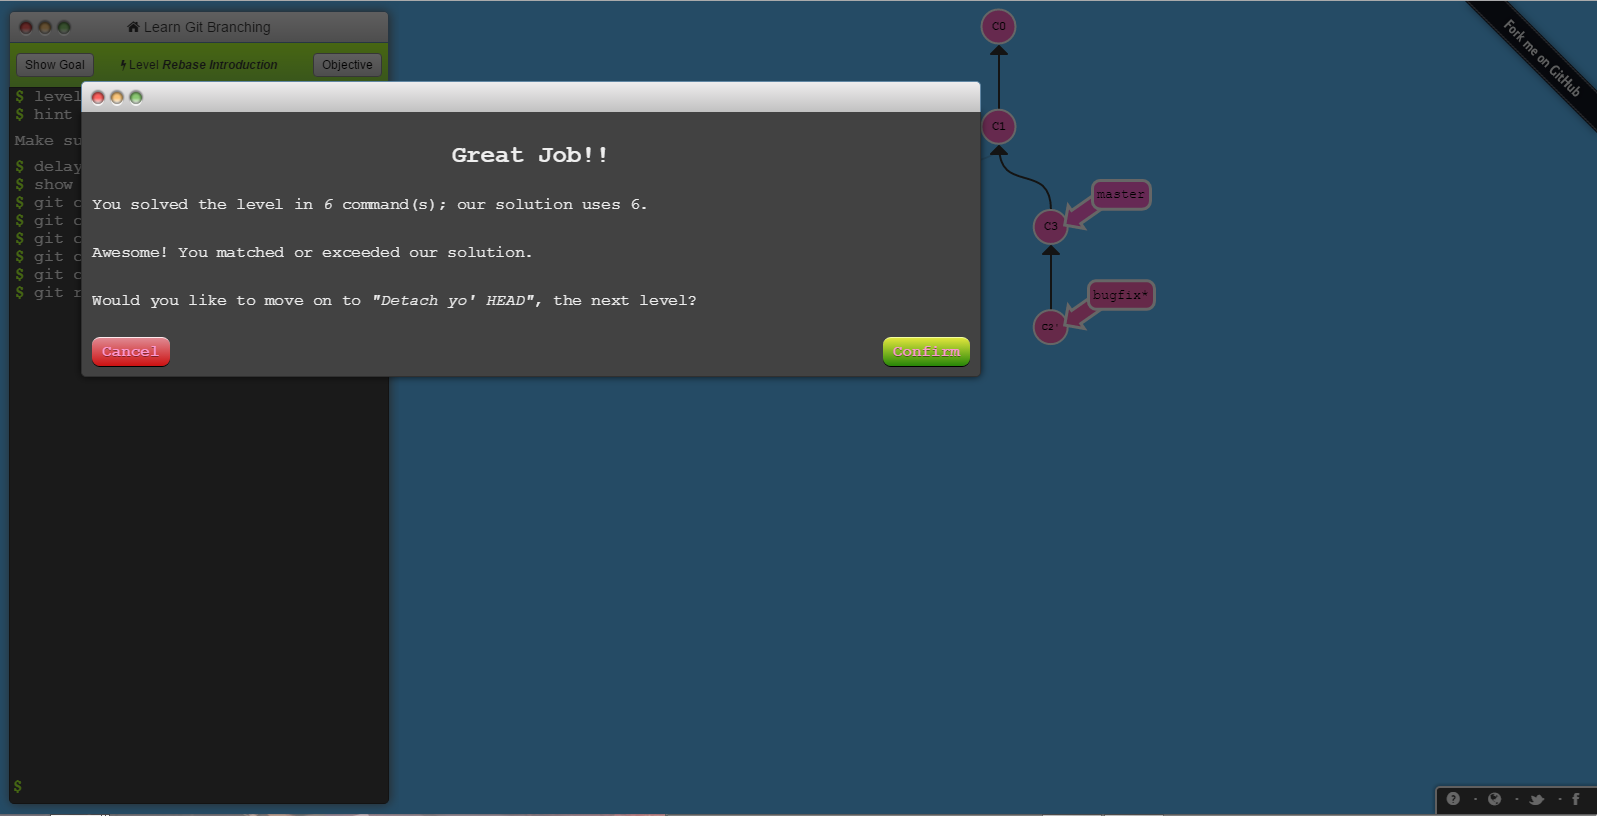 Learn Git Branching
Show Goal
Level Rebase Introduction
Objective
$ level
$ hint
Make su
$ delay
$ show
$ git c
$ git c
$ git c
$ git c
$ git c
$ git r
$
Great Job!!
You solved the level in 6 command(s); our solution uses 6.
Awesome! You matched or exceeded our solution.
Would you like to move on to "Detach yo' HEAD", the next level?
Cancel
Confirm
C0
C1
master
C3
bugfix*
C2'
Fork me on GitHub